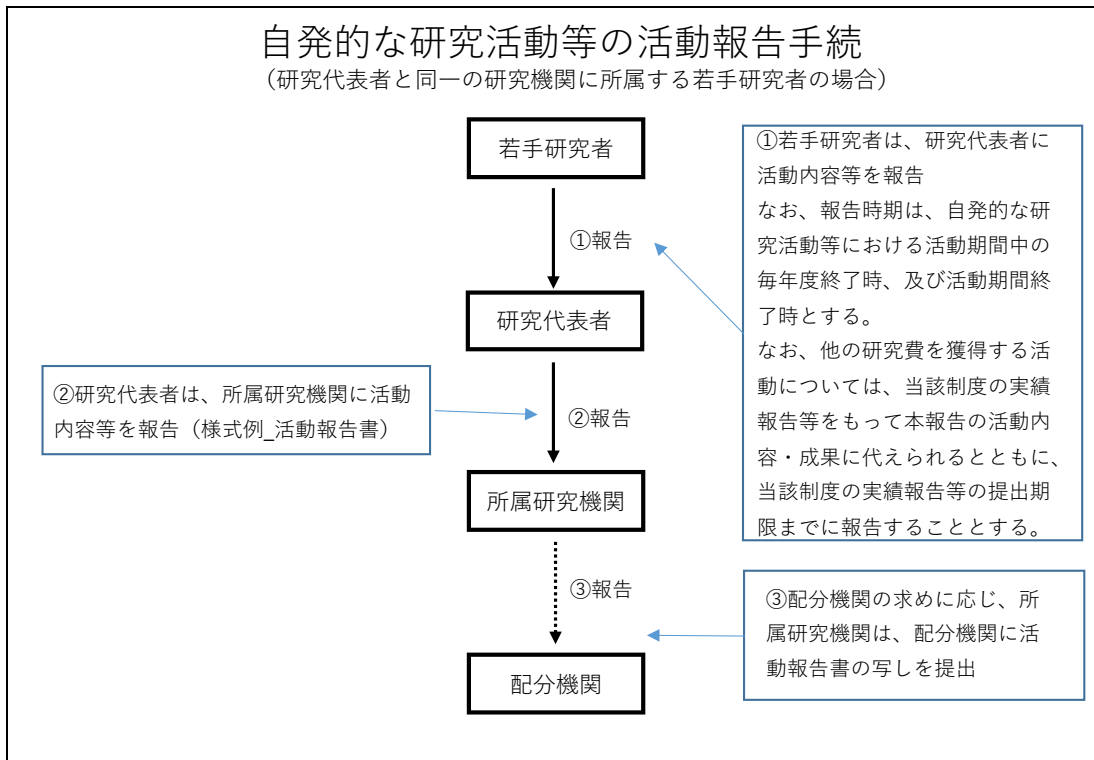 自発的な研究活動等の活動報告手続
(研究代表者と同一の研究機関に所属する若手研究者の場合)
若手研究者
①報告
①若手研究者は、研究代表者に
活動内容等を報告
なお、報告時期は、自発的な研
究活動等における活動期間中の
毎年度終了時、及び活動期間終
了時とする。
なお、他の研究費を獲得する活
動については、当該制度の実績
報告等をもって本報告の活動内
容・成果に代えられるとともに、
当該制度の実績報告等の提出期
限までに報告することとする。
研究代表者
②研究代表者は、所属研究機関に活動
内容等を報告（様式例_活動報告書）
②報告
所属研究機関
③報告
③配分機関の求めに応じ、所
属研究機関は、配分機関に活
動報告書の写しを提出
配分機関